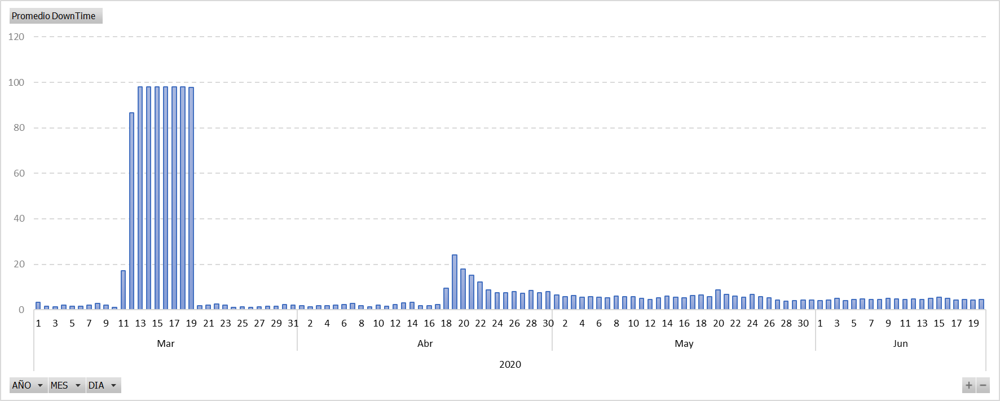 Promedio DownTime
120
100
80
60
40
20
0
1 3 5 7 9 11 13 15 17 19 21 23 25 27 29 31 2 4 6 8 10 12 14 16 18 20 22 24 26 28 30 2 4 6 8 10 12 14 16 18 20 22 24 26 28 30 1 3 5 7 9 11 13 15 17 19
Mar Abr May Jun
2020
AÑO MES DIA + −